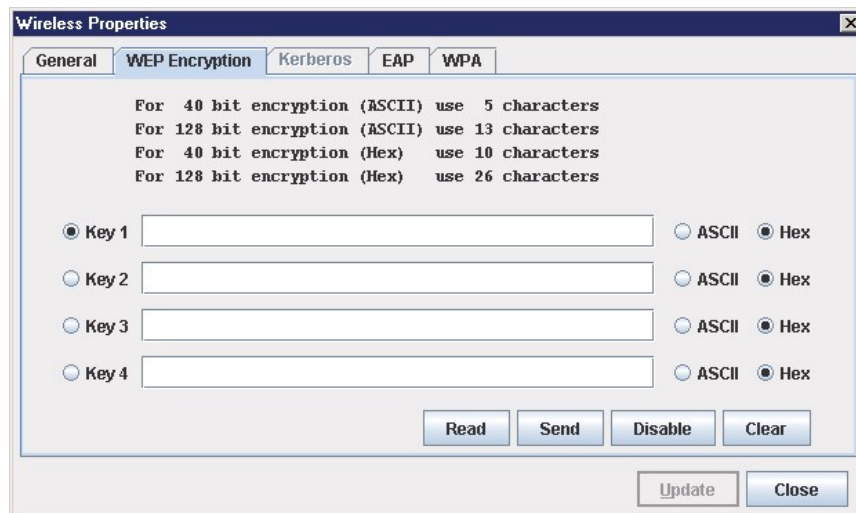 Wireless Properties
General WEP Encryption Kerberos EAP WPA
For 40 bit encryption (ASCII) use 5 characters
For 128 bit encryption (ASCII) use 13 characters
For 40 bit encryption (Hex) use 10 characters
For 128 bit encryption (Hex) use 26 characters
Key 1 ASCII Hex
Key 2 ASCII Hex
Key 3 ASCII Hex
Key 4 ASCII Hex
Read Send Disable Clear
Update Close